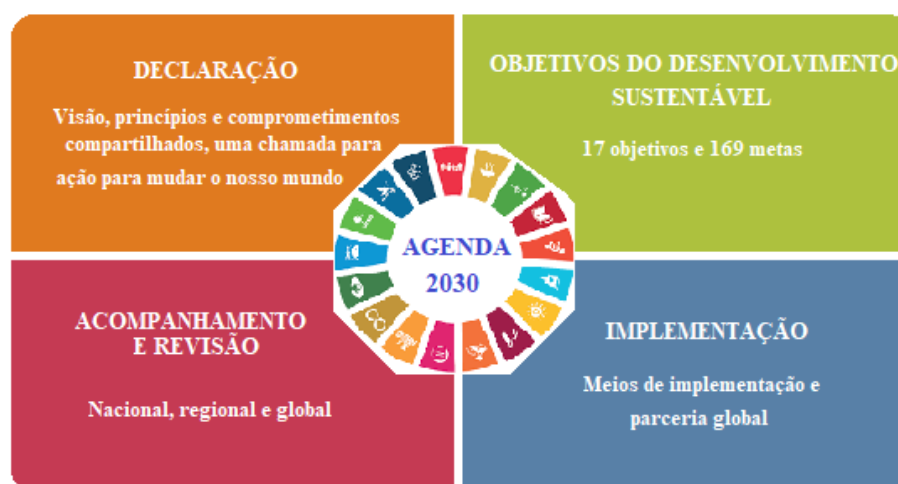 DECLARAÇÃO
Visão, princípios e comprometimentos
compartilhados, uma chamada para
ação para mudar o nosso mundo
OBJETIVOS DO DESENVOLVIMENTO
SUSTENTÁVEL
17 objetivos e 169 metas
AGENDA
2030
ACOMPANHAMENTO
E REVISÃO
Nacional, regional e global
IMPLEMENTAÇÃO
Meios de implementação e
parceria global